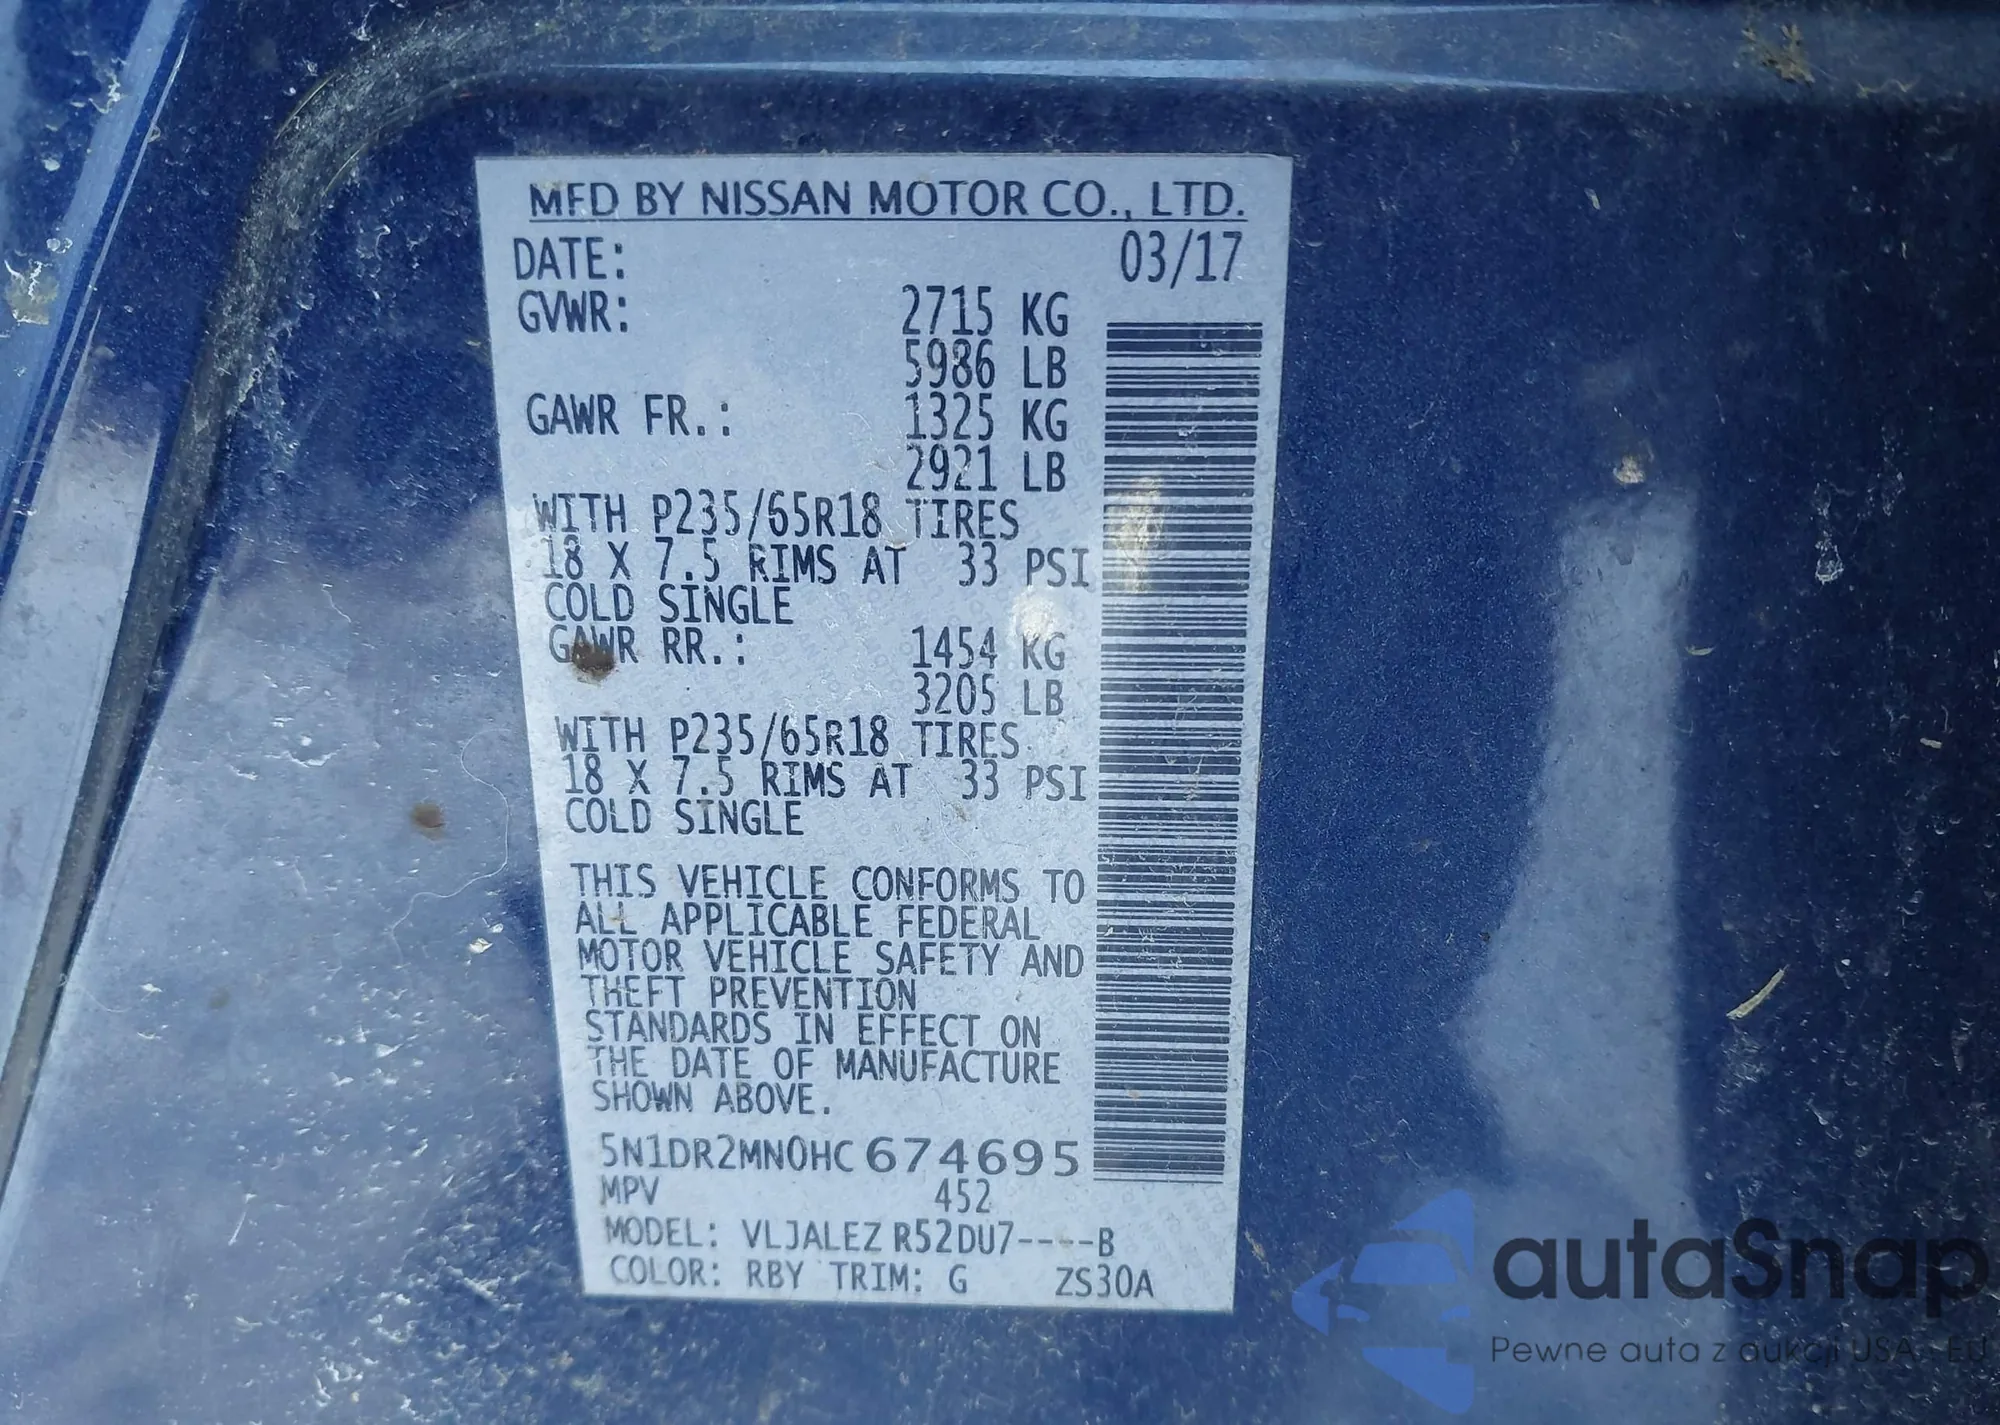 MFD BY NISSAN MOTOR CO., LTD.
DATE: 03/17
GVWR: 2715 KG
5986 LB
GAWR FR.: 1325 KG
2921 LB
WITH P235/65R18 TIRES
18 X 7.5 RIMS AT 33 PSI
COLD SINGLE
GAWR RR.: 1454 KG
3205 LB
WITH P235/65R18 TIRES
18 X 7.5 RIMS AT 33 PSI
COLD SINGLE
THIS VEHICLE CONFORMS TO
ALL APPLICABLE FEDERAL
MOTOR VEHICLE SAFETY AND
THEFT PREVENTION
STANDARDS IN EFFECT ON
THE DATE OF MANUFACTURE
SHOWN ABOVE.
5N1DR2MN0HC674695
MPV 452
MODEL: VLJALEZ R52DU7----B
COLOR: RBY TRIM: G ZS30A
autaSnap
Pewne auta z aukcji USA - EU